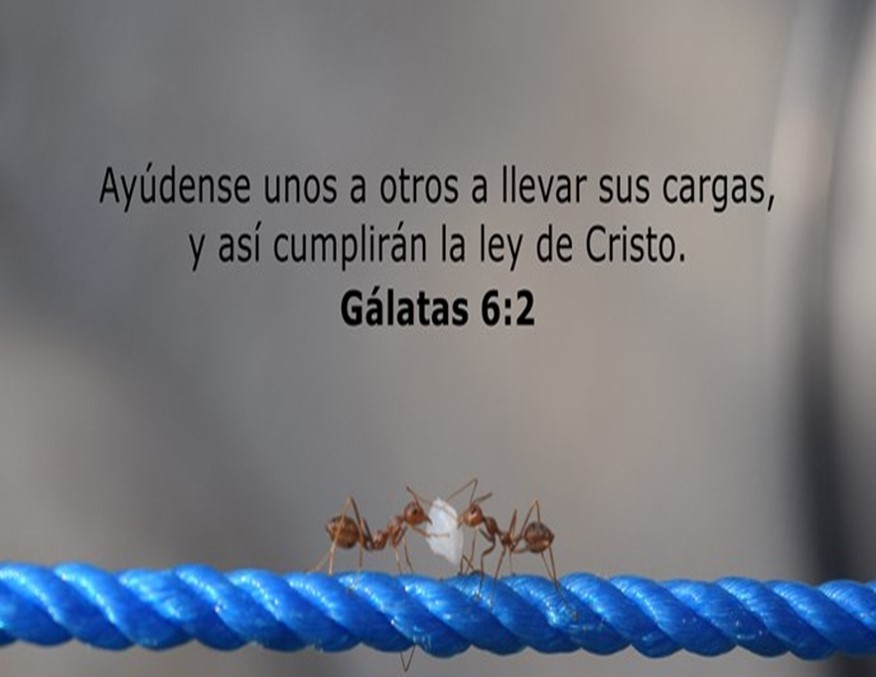 Ayúdense unos a otros a llevar sus cargas,
y así cumplirán la ley de Cristo.
Gálatas 6:2